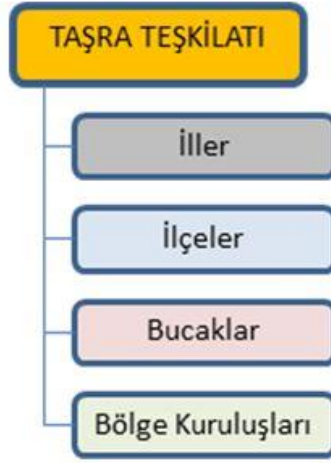 TAŞRA TEŞKİLATI
İller
İlçeler
Bucaklar
Bölge Kuruluşları